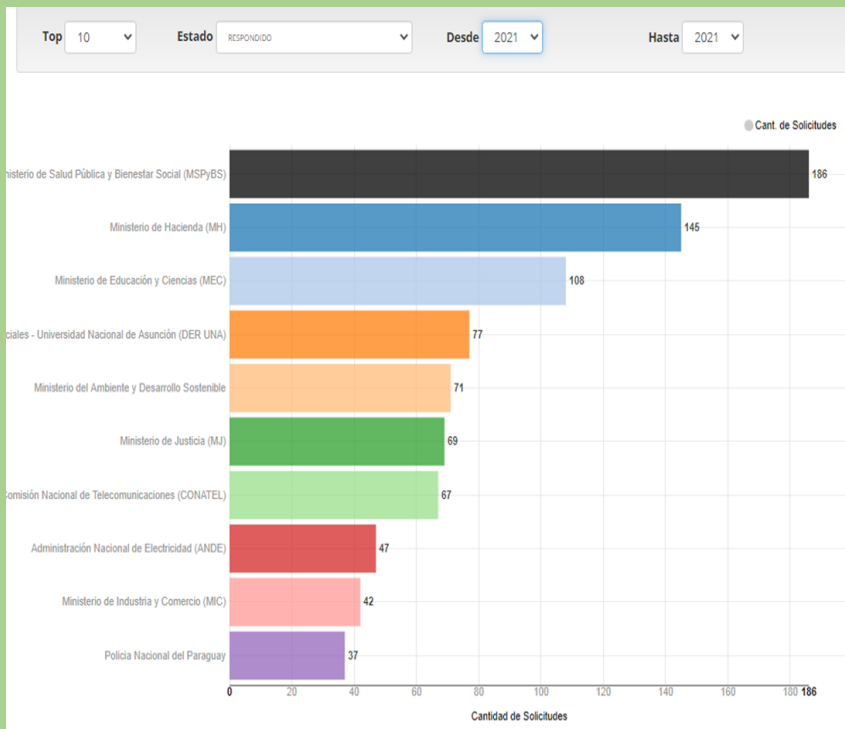 Top 10 Estado RESPONDIDO Desde 2021 Hasta 2021
Cant. de Solicitudes
nisterio de Salud Pública y Bienestar Social (MSPyBS) 186
Ministerio de Hacienda (MH) 145
Ministerio de Educación y Ciencias (MEC) 108
ciales - Universidad Nacional de Asunción (DER UNA) 77
Ministerio del Ambiente y Desarrollo Sostenible 71
Ministerio de Justicia (MJ) 69
Comisión Nacional de Telecomunicaciones (CONATEL) 67
Administración Nacional de Electricidad (ANDE) 47
Ministerio de Industria y Comercio (MIC) 42
Policia Nacional del Paraguay 37
0 20 40 60 80 100 120 140 160 180 186
Cantidad de Solicitudes